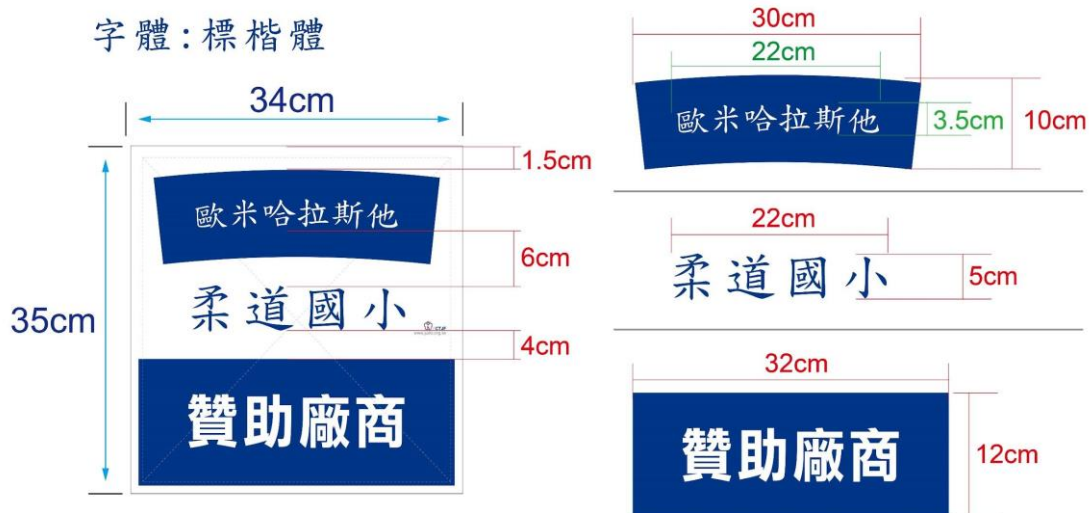 字體:標楷體
34cm
35cm
1.5cm
歐米哈拉斯他
6cm
柔道國小
4cm
贊助廠商
30cm
22cm
歐米哈拉斯他
3.5cm
10cm
22cm
柔道國小
5cm
32cm
贊助廠商
12cm